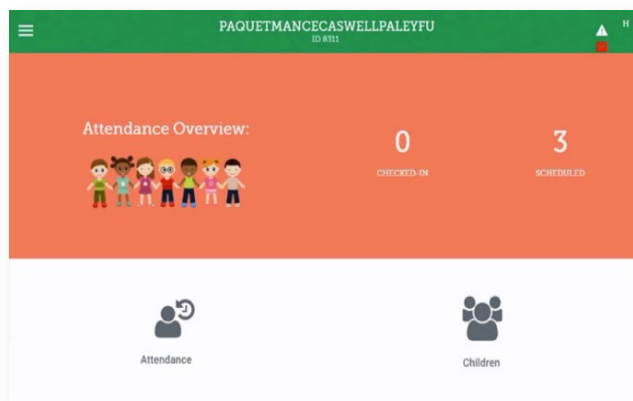 PAQUETMANCECASWELLPALEYFU
ID 8311
H
Attendance Overview:
0
CHECKED-IN
3
SCHEDULED
Attendance
Children